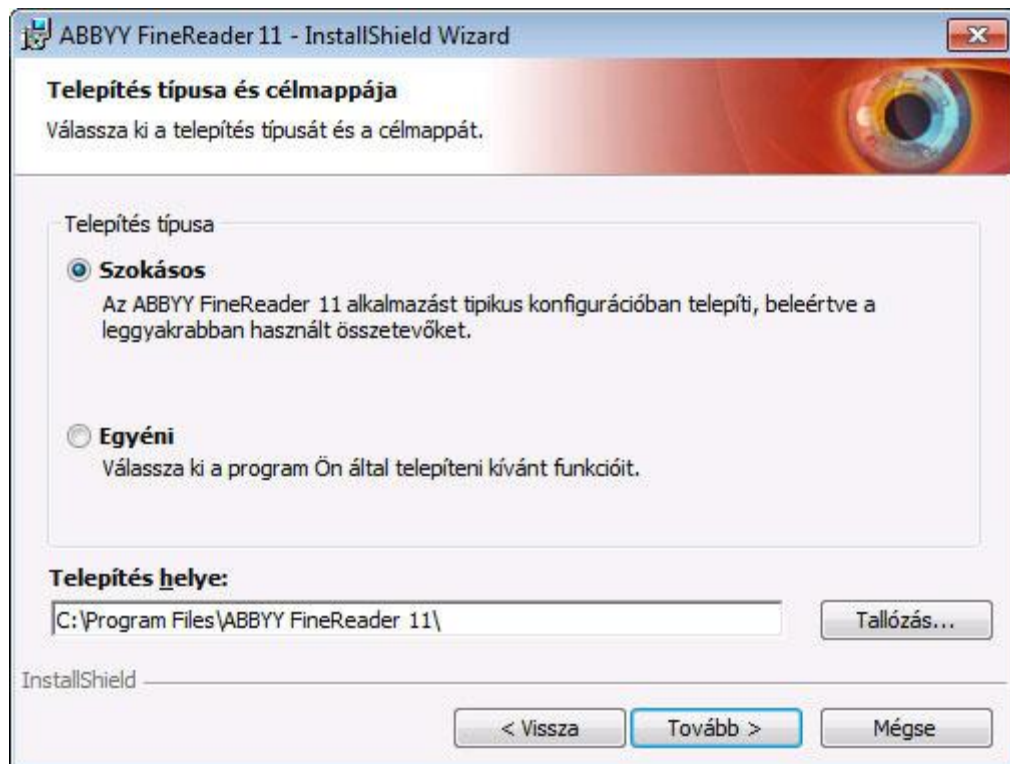 ABBYY FineReader 11 - InstallShield Wizard
Telepítés típusa és célmappája
Válassza ki a telepítés típusát és a célmappát.
Telepítés típusa
Szokásos
Az ABBYY FineReader 11 alkalmazást tipikus konfigurációban telepíti, beleértve a
leggyakrabban használt összetevőket.
Egyéni
Válassza ki a program Ön által telepíteni kívánt funkcióit.
Telepítés helye:
C:\Program Files\ABBYY FineReader 11\
Tallózás...
InstallShield
< Vissza
Tovább >
Mégse